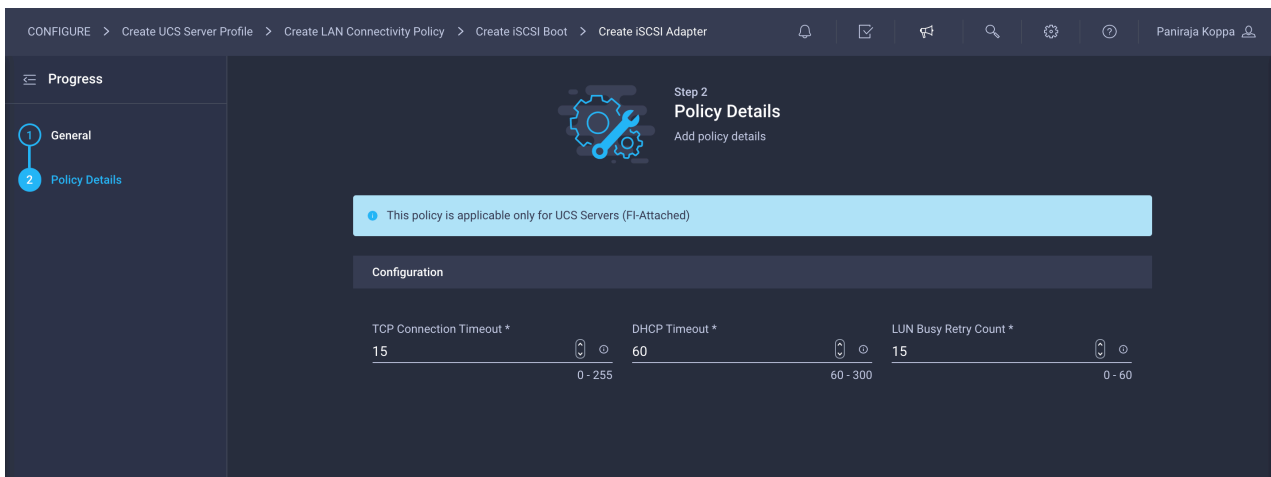 CONFIGURE > Create UCS Server Profile > Create LAN Connectivity Policy > Create iSCSI Boot > Create iSCSI Adapter
Paniraja Koppa
Progress
1 General
2 Policy Details
Step 2
Policy Details
Add policy details
This policy is applicable only for UCS Servers (FI-Attached)
Configuration
TCP Connection Timeout * DHCP Timeout * LUN Busy Retry Count *
15 60 15
0 - 255 60 - 300 0 - 60